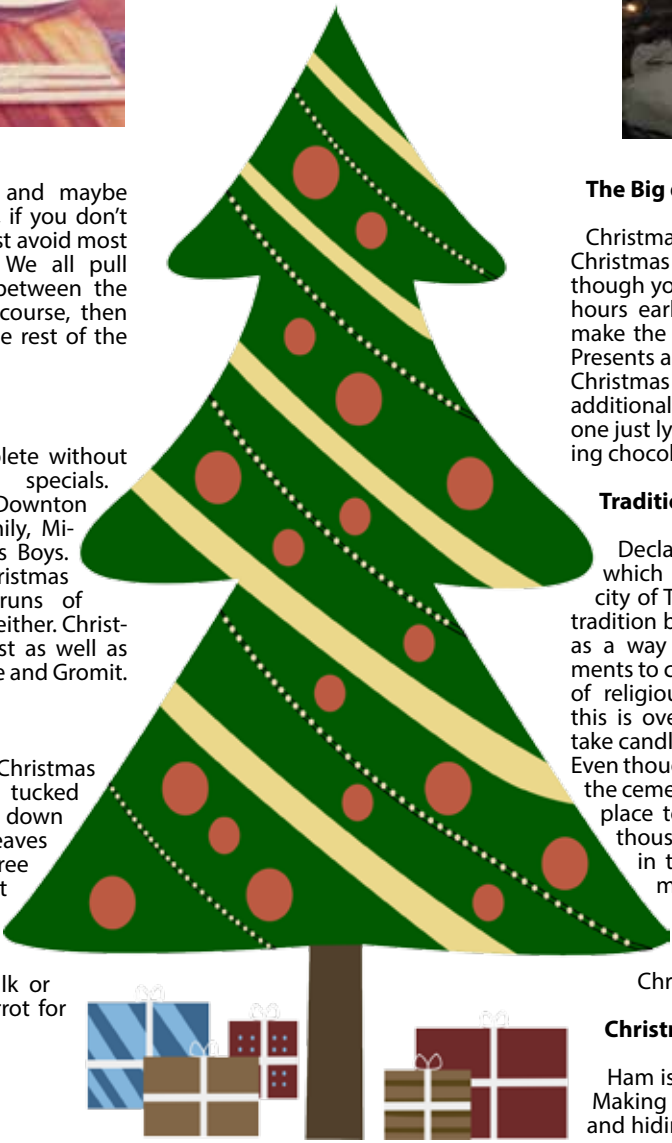 and maybe
if you don’t
st avoid most
We all pull
between the
course, then
e rest of the
lete without
specials.
Downton
nily, Mi-
s Boys.
ristmas
runs of
either. Christ-
st as well as
e and Gromit.
Christmas
tucked
down
eaves
ree
t
lk or
rot for
The Big
Christma
Christmas
though yo
hours earl
make the
Presents a
Christmas
additional
one just ly
ing chocol
Traditio
Decla
which
city of T
tradition b
as a way
ments to c
of religiou
this is ove
take candl
Even thoug
the ceme
place to
thous
in t
m
Chr
Christm
Ham is
Making
and hiding